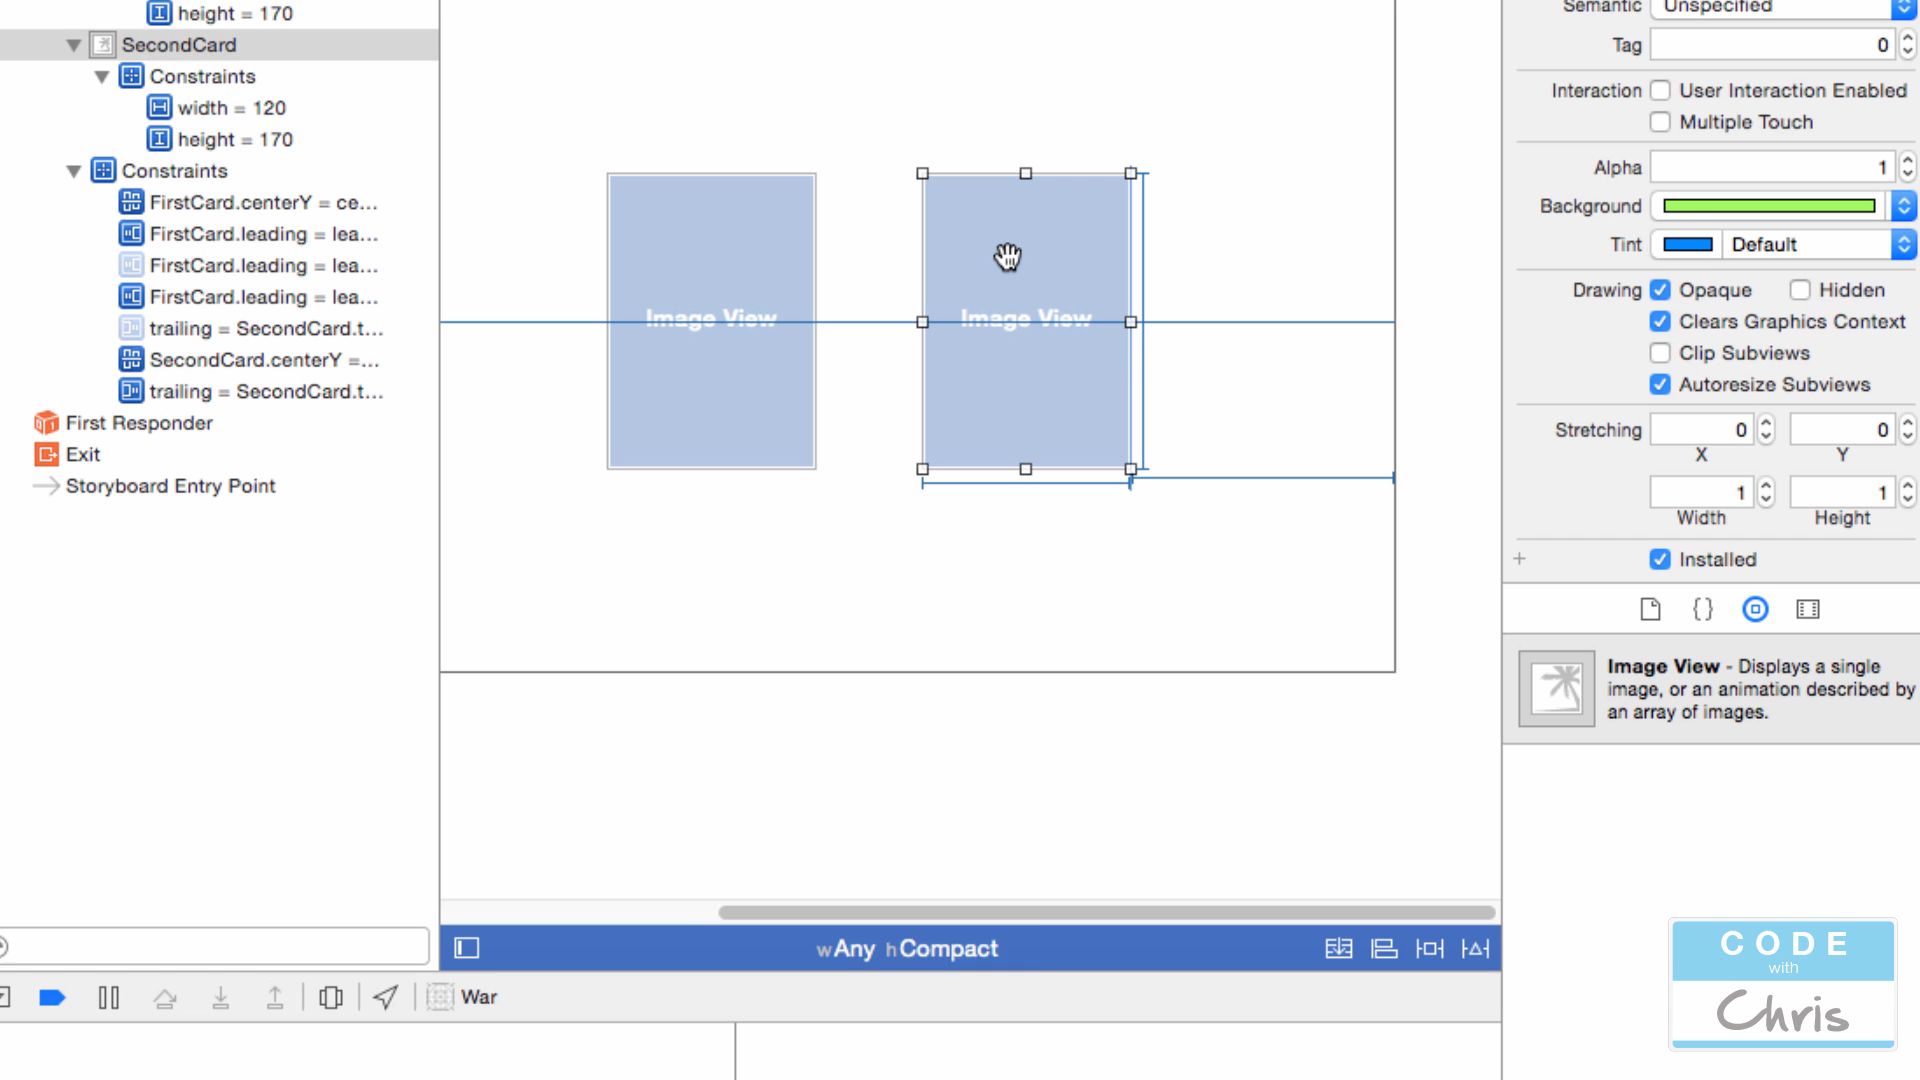 height = 170
SecondCard
Constraints
width = 120
height = 170
Constraints
FirstCard.centerY = ce...
FirstCard.leading = lea...
FirstCard.leading = lea...
FirstCard.leading = lea...
trailing = SecondCard.t...
SecondCard.centerY =...
trailing = SecondCard.t...
First Responder
Exit
Storyboard Entry Point
Image View
Image View
wAny hCompact
War
Semantic Unspecified
Tag 0
Interaction User Interaction Enabled
Multiple Touch
Alpha 1
Background
Tint Default
Drawing Opaque Hidden
Clears Graphics Context
Clip Subviews
Autoresize Subviews
Stretching 0 0
X Y
1 1
Width Height
+ Installed
{}
Image View - Displays a single
image, or an animation described by
an array of images.
CODE
with
Chris